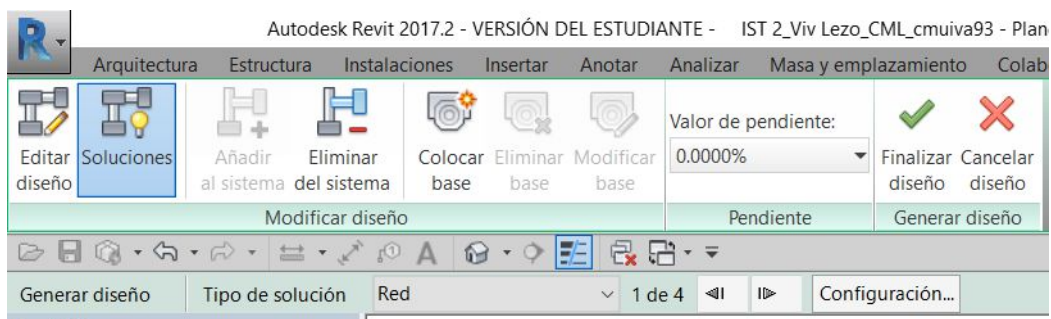 Autodesk Revit 2017.2 - VERSIÓN DEL ESTUDIANTE - IST 2_Viv Lezo_CML_cmuiva93 - Plan
Arquitectura Estructura Instalaciones Insertar Anotar Analizar Masa y emplazamiento Colab
Valor de pendiente:
Editar Soluciones Añadir Eliminar Colocar Eliminar Modificar 0.0000% Finalizar Cancelar
diseño al sistema del sistema base base base diseño diseño
Modificar diseño Pendiente Generar diseño
Generar diseño Tipo de solución Red 1 de 4 Configuración...